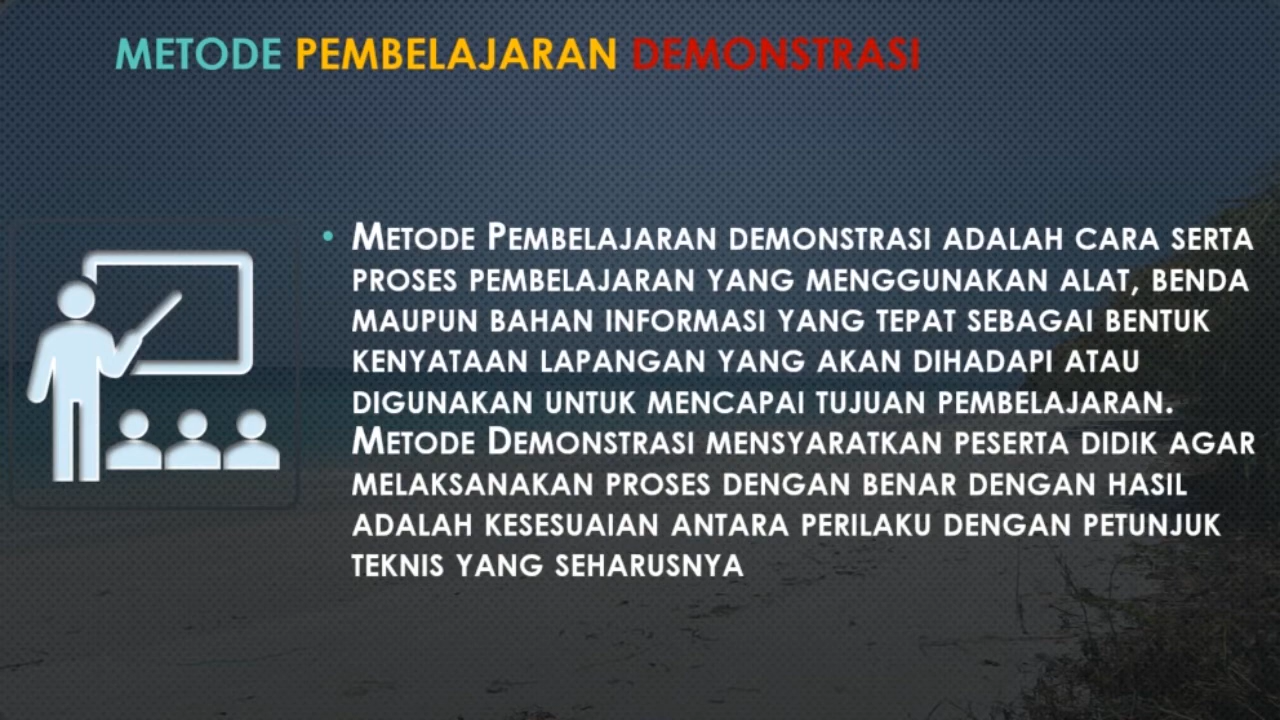 METODE PEMBELAJARAN DEMONSTRASI
• METODE PEMBELAJARAN DEMONSTRASI ADALAH CARA SERTA
PROSES PEMBELAJARAN YANG MENGGUNAKAN ALAT, BENDA
MAUPUN BAHAN INFORMASI YANG TEPAT SEBAGAI BENTUK
KENYATAAN LAPANGAN YANG AKAN DIHADAPI ATAU
DIGUNAKAN UNTUK MENCAPAI TUJUAN PEMBELAJARAN.
METODE DEMONSTRASI MENSYARATKAN PESERTA DIDIK AGAR
MELAKSANAKAN PROSES DENGAN BENAR DENGAN HASIL
ADALAH KESESUAIAN ANTARA PERILAKU DENGAN PETUNJUK
TEKNIS YANG SEHARUSNYA